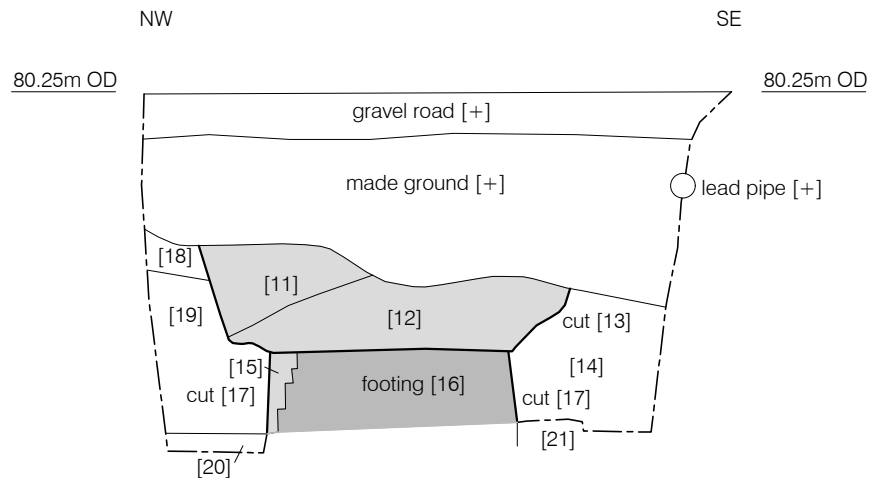 NW
SE
80.25m OD
80.25m OD
gravel road [+]
made ground [+]
lead pipe [+]
[18]
[11]
[19]
[12]
cut [13]
[15]
[14]
footing [16]
cut [17]
cut [17]
[21]
[20]